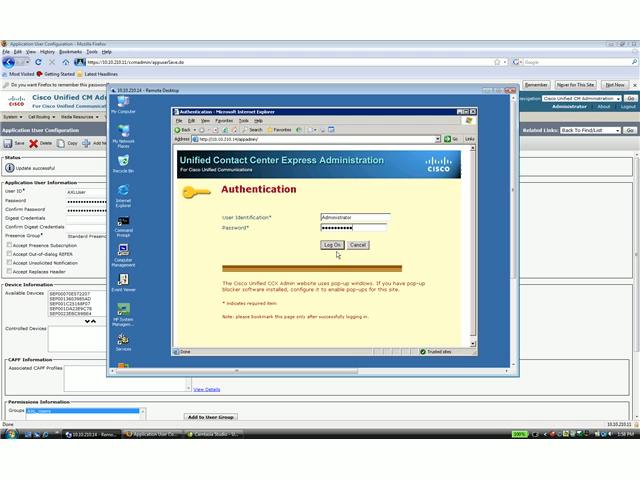 Application User Configuration - Mozilla Firefox
File Edit View History Bookmarks Tools Help
https://10.10.210.11/ccmadmin/appuserSave.do
Google
Most Visited Getting Started Latest Headlines
Do you want Firefox to remember this password
Remember Never for This Site Not Now
CISCO
Cisco Unified CM Administration
Navigation Cisco Unified CM Administration Go
For Cisco Unified Communications
Administrator About
System Call Routing Media Resources
Application User Configuration
Related Links: Back To Find/List Go
Save Delete Copy Add
Status
Update successful
Application User Information
User ID* AXLUser
Password
Confirm Password
Digest Credentials
Confirm Digest Credentials
Presence Group* Standard Presence
Accept Presence Subscription
Accept Out-of-dialog REFER
Accept Unsolicited Notification
Accept Replaces Header
Device Information
Available Devices
Controlled Devices
CAPF Information
Associated CAPF Profiles
View Details
Permissions Information
Groups AXL_Users
Add to User Group
Done
10.10.210.11
10.10.210.14 - Remote Desktop
My Computer
My Network Places
Recycle Bin
Internet Explorer
Command Prompt
Computer Management
Event Viewer
Services
Authentication - Microsoft Internet Explorer
File Edit View Favorites Tools Help
Back Search Favorites
Address http://10.10.210.14/appadmin/ Go Links
Unified Contact Center Express Administration
For Cisco Unified Communications
CISCO
Authentication
User Identification* Administrator
Password*
Log On Cancel
The Cisco Unified CCX Admin website uses pop-up windows. If you have pop-up
blocker software installed, configure it to enable pop-ups for this site.
* indicates required item
Note: please bookmark this page only after successfully logging in.
Done
Trusted sites
10.10.210.14 - Remo...
Application User Co...
Camtasia Studio - U...
100%
1:58 PM